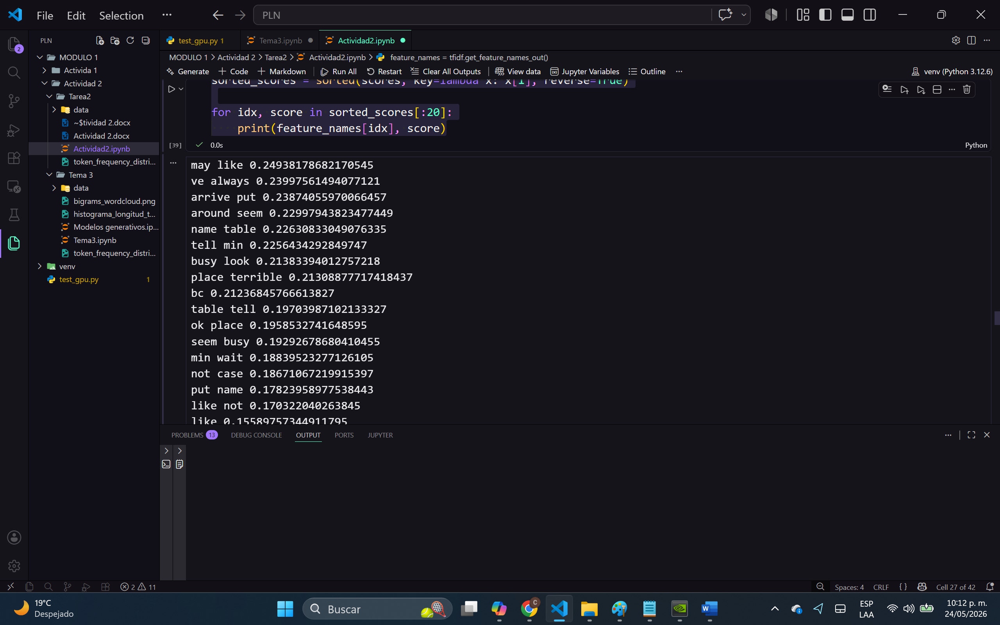 File Edit Selection ··· PLN
PLN
test_gpu.py 1 Tema3.ipynb Actividad2.ipynb
MODULO 1 > Actividad 2 > Tarea2 > Actividad2.ipynb > feature_names = tfidf.get_feature_names_out()
Generate + Code + Markdown Run All Restart Clear All Outputs View data Jupyter Variables Outline ··· venv (Python 3.12.6)
2
MODULO 1
Activida 1
Actividad 2
Tarea2
data
~$tividad 2.docx
Actividad 2.docx
Actividad2.ipynb
token_frequency_distri...
Tema 3
data
bigrams_wordcloud.png
histograma_longitud_t...
Modelos generativos.ip...
Tema3.ipynb
token_frequency_distri...
venv
test_gpu.py 1
sorted_scores = sorted(scores, key=lambda x: x[1], reverse=True)
for idx, score in sorted_scores[:20]:
    print(feature_names[idx], score)
[39] 0.0s Python
may like 0.24938178682170545
ve always 0.23997561494077121
arrive put 0.23874055970066457
around seem 0.22997943823477449
name table 0.22630833049076335
tell min 0.2256434292849747
busy look 0.21383394012757218
place terrible 0.21308877717418437
bc 0.21236845766613827
table tell 0.19703987102133327
ok place 0.1958532741648595
seem busy 0.19292678680410455
min wait 0.18839523277126105
not case 0.18671067219915397
put name 0.17823958977538443
like not 0.170322040263845
like 0.15589757344911795
PROBLEMS 13 DEBUG CONSOLE OUTPUT PORTS JUPYTER
2 11 Spaces: 4 CRLF { } Cell 27 of 42
19°C
Despejado
Buscar
C
ESP
LAA
10:12 p. m.
24/05/2026